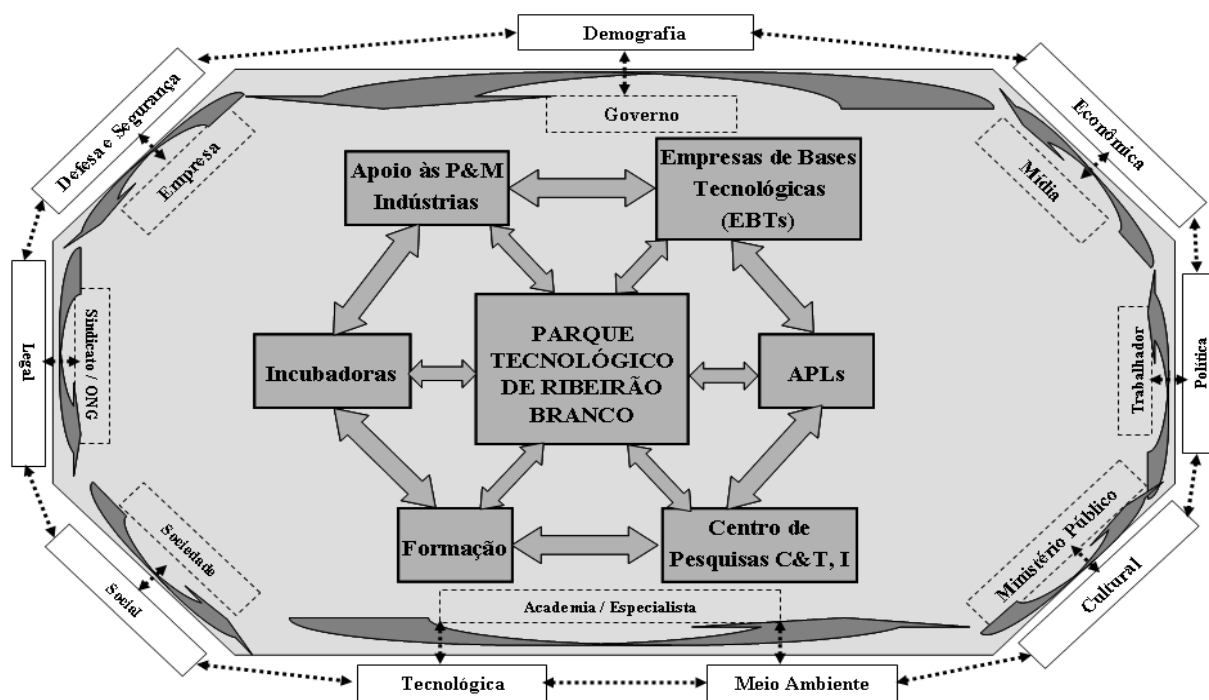 Demografia
Defesa e Segurança
Econômica
Governo
Empresa
Mídia
Apoio às P&M
Indústrias
Empresas de Bases
Tecnológicas
(EBTs)
Legal
Sindicato / ONG
Incubadoras
PARQUE
TECNOLÓGICO
DE RIBEIRÃO
BRANCO
APLs
Trabalhador
Política
Sociedade
Social
Formação
Centro de
Pesquisas C&T, I
Ministério Público
Cultural
Academia / Especialista
Tecnológica
Meio Ambiente